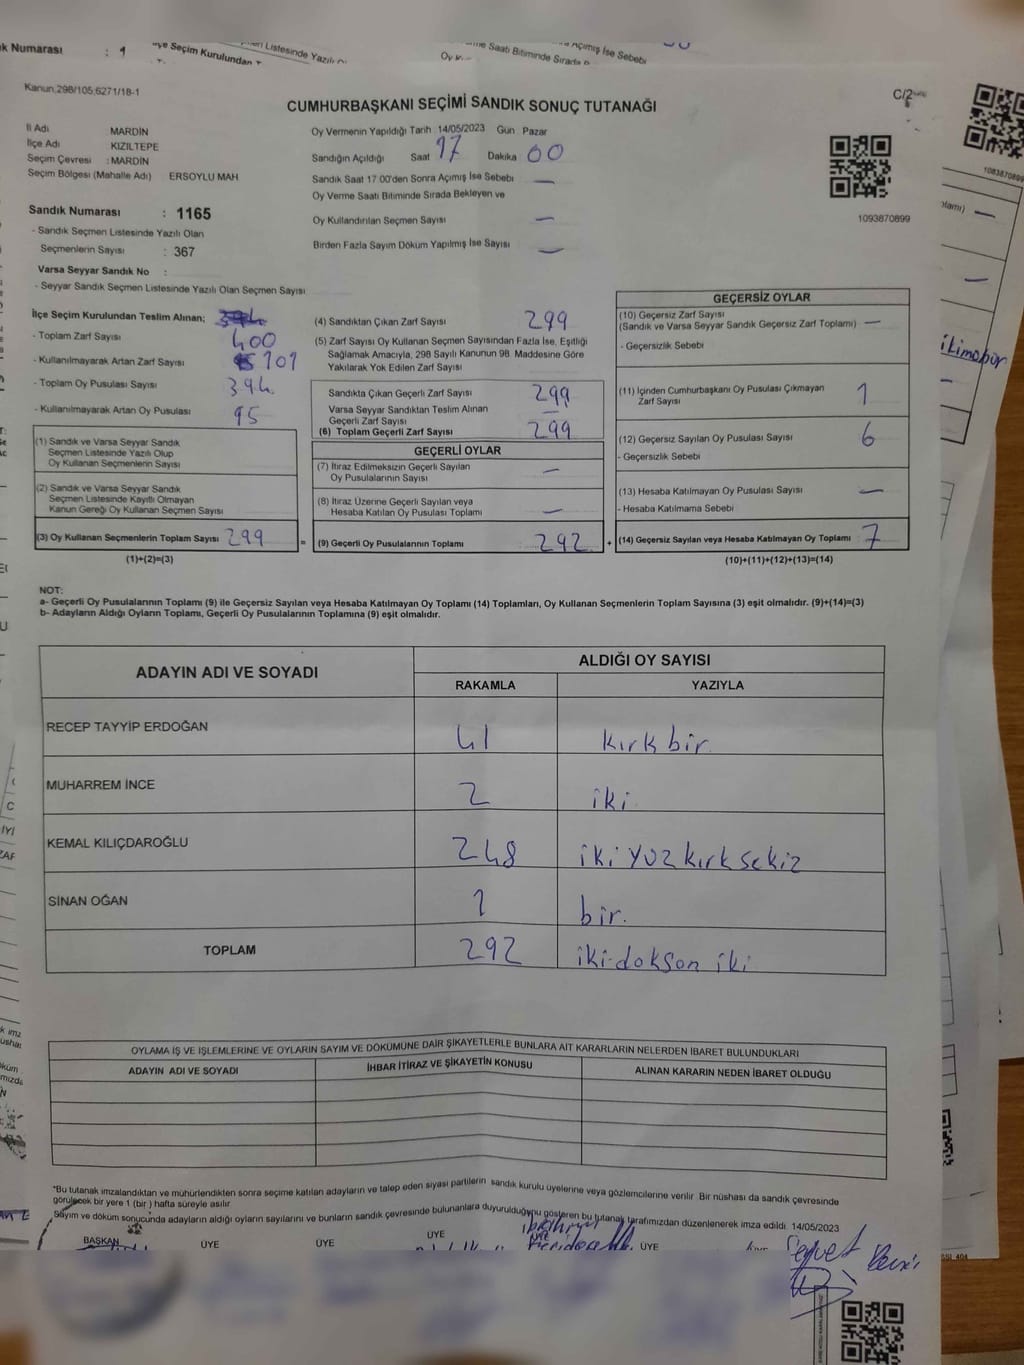 Kanun,298/105,6271/18-1
C/2
CUMHURBAŞKANI SEÇİMİ SANDIK SONUÇ TUTANAĞI
İl Adı MARDİN
İlçe Adı KIZILTEPE
Seçim Çevresi : MARDİN
Seçim Bölgesi (Mahalle Adı) ERSOYLU MAH
Sandık Numarası : 1165
- Sandık Seçmen Listesinde Yazılı Olan
Seçmenlerin Sayısı : 367
Varsa Seyyar Sandık No :
- Seyyar Sandık Seçmen Listesinde Yazılı Olan Seçmen Sayısı
Oy Vermenin Yapıldığı Tarih 14/05/2023 Gün Pazar
Sandığın Açıldığı Saat 17 Dakika 00
Sandık Saat 17 00'den Sonra Açımış İse Sebebi —
Oy Verme Saati Bitiminde Sırada Bekleyen ve
Oy Kullandırılan Seçmen Sayısı —
Birden Fazla Sayım Döküm Yapılmış İse Sayısı —
1093870899
İlçe Seçim Kurulundan Teslim Alınan;
- Toplam Zarf Sayısı 400
- Kullanılmayarak Artan Zarf Sayısı 101
- Toplam Oy Pusulası Sayısı 394
- Kullanılmayarak Artan Oy Pusulası 95
(1) Sandık ve Varsa Seyyar Sandık
Seçmen Listesinde Yazılı Olup
Oy Kullanan Seçmenlerin Sayısı
(2) Sandık ve Varsa Seyyar Sandık
Seçmen Listesinde Kayıtlı Olmayan
Kanun Gereği Oy Kullanan Seçmen Sayısı
(3) Oy Kullanan Seçmenlerin Toplam Sayısı 299
(1)+(2)=(3)
(4) Sandıktan Çıkan Zarf Sayısı 299
(5) Zarf Sayısı Oy Kullanan Seçmen Sayısından Fazla İse, Eşitliği
Sağlamak Amacıyla, 298 Sayılı Kanunun 98 Maddesine Göre
Yakılarak Yok Edilen Zarf Sayısı
Sandıkta Çıkan Geçerli Zarf Sayısı 299
Varsa Seyyar Sandıktan Teslim Alınan
Geçerli Zarf Sayısı —
(6) Toplam Geçerli Zarf Sayısı 299
GEÇERLİ OYLAR
(7) İtiraz Edilmeksizin Geçerli Sayılan
Oy Pusulalarının Sayısı —
(8) İtiraz Üzerine Geçerli Sayılan veya
Hesaba Katılan Oy Pusulası Toplamı —
= (9) Geçerli Oy Pusulalarının Toplamı 292 +
GEÇERSİZ OYLAR
(10) Geçersiz Zarf Sayısı
(Sandık ve Varsa Seyyar Sandık Geçersiz Zarf Toplamı) —
- Geçersizlik Sebebi
(11) İçinden Cumhurbaşkanı Oy Pusulası Çıkmayan
Zarf Sayısı 1
(12) Geçersiz Sayılan Oy Pusulası Sayısı 6
- Geçersizlik Sebebi
(13) Hesaba Katılmayan Oy Pusulası Sayısı —
- Hesaba Katılmama Sebebi
(14) Geçersiz Sayılan veya Hesaba Katılmayan Oy Toplamı 7
(10)+(11)+(12)+(13)=(14)
NOT:
a- Geçerli Oy Pusulalarının Toplamı (9) ile Geçersiz Sayılan veya Hesaba Katılmayan Oy Toplamı (14) Toplamları, Oy Kullanan Seçmenlerin Toplam Sayısına (3) eşit olmalıdır. (9)+(14)=(3)
b- Adayların Aldığı Oyların Toplamı, Geçerli Oy Pusulalarının Toplamına (9) eşit olmalıdır.
ADAYIN ADI VE SOYADI
ALDIĞI OY SAYISI
RAKAMLA YAZIYLA
RECEP TAYYİP ERDOĞAN 41 kırk bir.
MUHARREM İNCE 2 iki
KEMAL KILIÇDAROĞLU 248 iki yüz kırk sekiz
SİNAN OĞAN 1 bir.
TOPLAM 292 iki-doksan iki
OYLAMA İŞ VE İŞLEMLERİNE VE OYLARIN SAYIM VE DÖKÜMÜNE DAİR ŞİKAYETLERLE BUNLARA AİT KARARLARIN NELERDEN İBARET BULUNDUKLARI
ADAYIN ADI VE SOYADI İHBAR İTİRAZ VE ŞİKAYETİN KONUSU ALINAN KARARIN NEDEN İBARET OLDUĞU
*Bu tutanak imzalandıktan ve mühürlendikten sonra seçime katılan adayların ve talep eden siyasi partilerin sandık kurulu üyelerine veya gözlemcilerine verilir Bir nüshası da sandık çevresinde
görülecek bir yere 1 (bir) hafta süreyle asılır
Sayım ve döküm sonucunda adayların aldığı oyların sayılarını ve bunların sandık çevresinde bulunanlara duyurulduğunu gösteren bu tutanak tarafımızdan düzenlenerek imza edildi. 14/05/2023
BAŞKAN ÜYE ÜYE ÜYE ÜYE